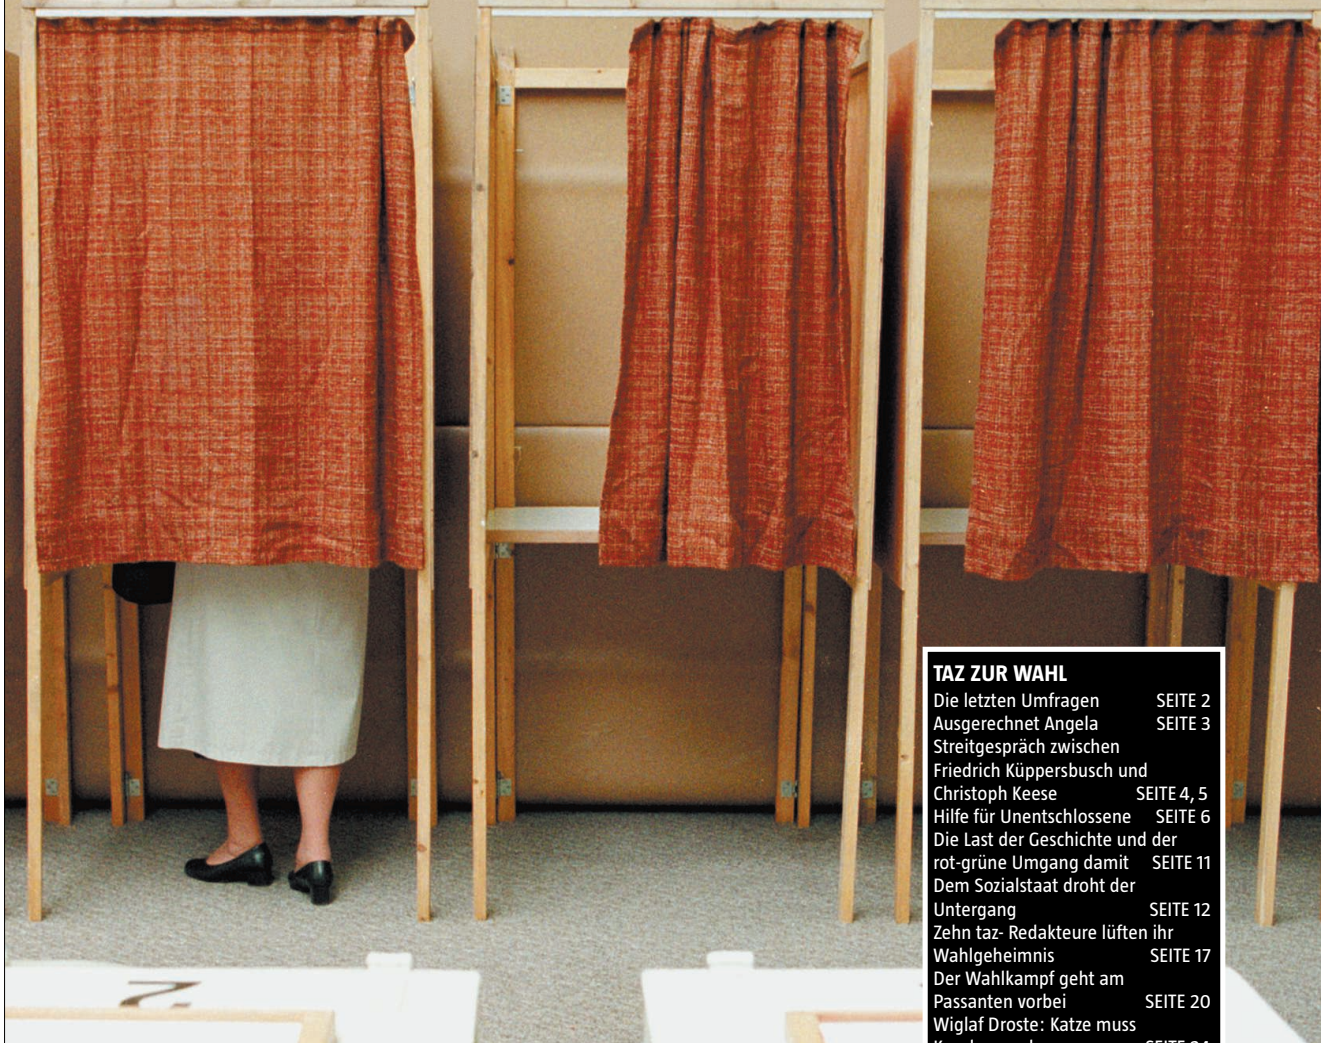 TAZ ZUR WAHL
Die letzten Umfragen SEITE 2
Ausgerechnet Angela SEITE 3
Streitgespräch zwischen
Friedrich Küppersbusch und
Christoph Keese SEITE 4, 5
Hilfe für Unentschlossene SEITE 6
Die Last der Geschichte und der
rot-grüne Umgang damit SEITE 11
Dem Sozialstaat droht der
Untergang SEITE 12
Zehn taz- Redakteure lüften ihr
Wahlgeheimnis SEITE 17
Der Wahlkampf geht am
Passanten vorbei SEITE 20
Wiglaf Droste: Katze muss
2.